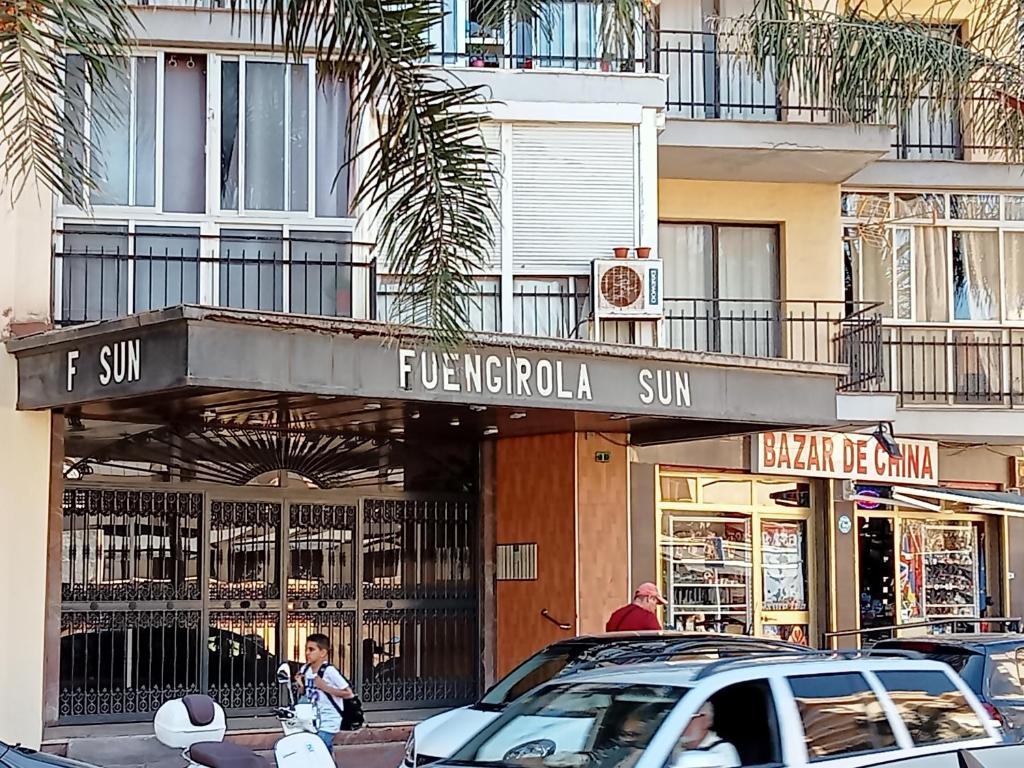 F SUN
FUENGIROLA SUN
BAZAR DE CHINA
DAEWOO